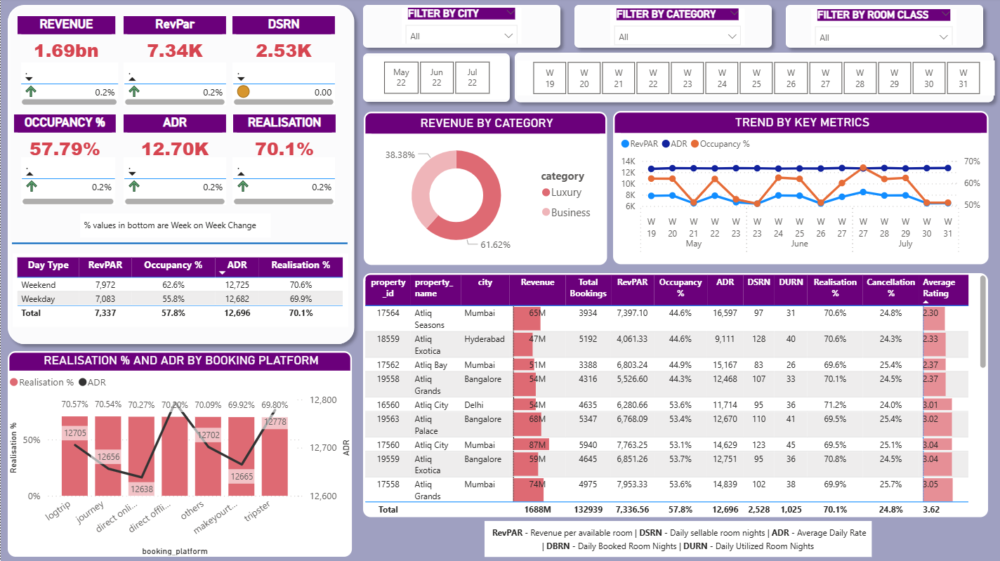 REVENUE RevPar DSRN
1.69bn 7.34K 2.53K
0.2% 0.2% 0.00
OCCUPANCY % ADR REALISATION
57.79% 12.70K 70.1%
0.2% 0.2% 0.2%
% values in bottom are Week on Week Change
Day Type RevPAR Occupancy % ADR Realisation %
Weekend 7,972 62.6% 12,725 70.6%
Weekday 7,083 55.8% 12,682 69.9%
Total 7,337 57.8% 12,696 70.1%
REALISATION % AND ADR BY BOOKING PLATFORM
Realisation % ADR
70.57% 70.54% 70.27% 70.20% 70.09% 69.92% 69.80%
12705 12656 12638 12702 12665 12778
Realisation %
50%
0%
12,800
12,700
12,600
ADR
logtrip journey direct onli... direct offli... others makeyourt... tripster
booking_platform
FILTER BY CITY
All
FILTER BY CATEGORY
All
FILTER BY ROOM CLASS
All
May Jun Jul
22 22 22
W W W W W W W W W W W W W
19 20 21 22 23 24 25 26 27 28 29 30 31
REVENUE BY CATEGORY
38.38%
61.62%
category
Luxury
Business
TREND BY KEY METRICS
RevPAR ADR Occupancy %
14K
12K
10K
8K
6K
70%
60%
50%
W W W W W W W W W W W W W W W
19 20 21 22 23 23 24 25 26 27 27 28 29 30 31
May June July
property property_ city Revenue Total RevPAR Occupancy ADR DSRN DURN Realisation Cancellation Average
_id name Bookings % % % Rating
17564 Atliq Mumbai 65M 3934 7,397.10 44.6% 16,597 97 31 70.6% 24.8% 2.30
Seasons
18559 Atliq Hyderabad 47M 5192 4,061.33 44.6% 9,111 128 40 70.6% 24.3% 2.33
Exotica
17562 Atliq Bay Mumbai 51M 3388 6,803.24 44.9% 15,167 83 26 69.6% 25.4% 2.37
19558 Atliq Bangalore 54M 4316 5,526.60 44.3% 12,468 107 33 70.1% 24.5% 2.37
Grands
16560 Atliq City Delhi 54M 4635 6,280.66 53.6% 11,714 95 36 71.2% 24.0% 3.01
19563 Atliq Bangalore 68M 5347 6,768.09 53.4% 12,670 110 41 69.5% 25.4% 3.02
Palace
17560 Atliq City Mumbai 87M 5940 7,763.25 53.1% 14,629 123 45 69.5% 25.1% 3.04
19559 Atliq Bangalore 59M 4645 6,851.26 53.7% 12,751 95 36 70.8% 24.5% 3.04
Exotica
17558 Atliq Mumbai 74M 4975 7,953.33 53.6% 14,839 102 38 69.9% 25.7% 3.05
Grands
Total 1688M 132939 7,336.56 57.8% 12,696 2,528 1,025 70.1% 24.8% 3.62
RevPAR - Revenue per available room | DSRN - Daily sellable room nights | ADR - Average Daily Rate
| DBRN - Daily Booked Room Nights | DURN - Daily Utilized Room Nights